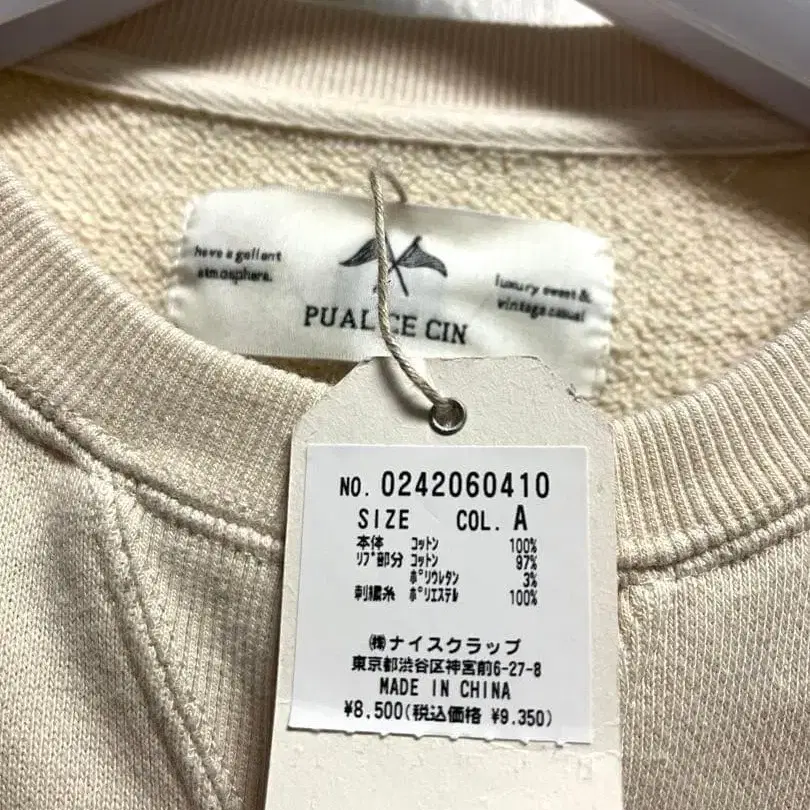 have a gallant
atmosphere.
luxury sweet &
vintage casual
PUAL CE CIN
NO. 0242060410
SIZE COL. A
本体 コットン 100%
リブ部分 コットン 97%
ポリウレタン 3%
刺繍糸 ポリエステル 100%
㈱ナイスクラップ
東京都渋谷区神宮前6-27-8
MADE IN CHINA
¥8,500(税込価格 ¥9,350)